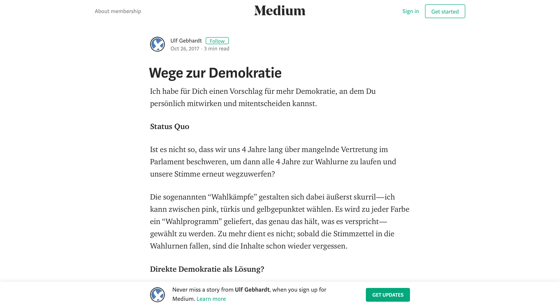 About membership
Medium
Sign in
Get started
Ulf Gebhardt
Follow
Oct 26, 2017 · 3 min read
Wege zur Demokratie
Ich habe für Dich einen Vorschlag für mehr Demokratie, an dem Du
persönlich mitwirken und mitentscheiden kannst.
Status Quo
Ist es nicht so, dass wir uns 4 Jahre lang über mangelnde Vertretung im
Parlament beschweren, um dann alle 4 Jahre zur Wahlurne zu laufen und
unsere Stimme erneut wegzuwerfen?
Die sogenannten “Wahlkämpfe” gestalten sich dabei äußerst skurril — ich
kann zwischen pink, türkis und gelbgepunktet wählen. Es wird zu jeder Farbe
ein “Wahlprogramm” geliefert, das genau das hält, was es verspricht —
gewählt zu werden. Zu mehr dient es nicht; sobald die Stimmzettel in die
Wahlurnen fallen, sind die Inhalte schon wieder vergessen.
Direkte Demokratie als Lösung?
Never miss a story from Ulf Gebhardt, when you sign up for
Medium. Learn more
GET UPDATES